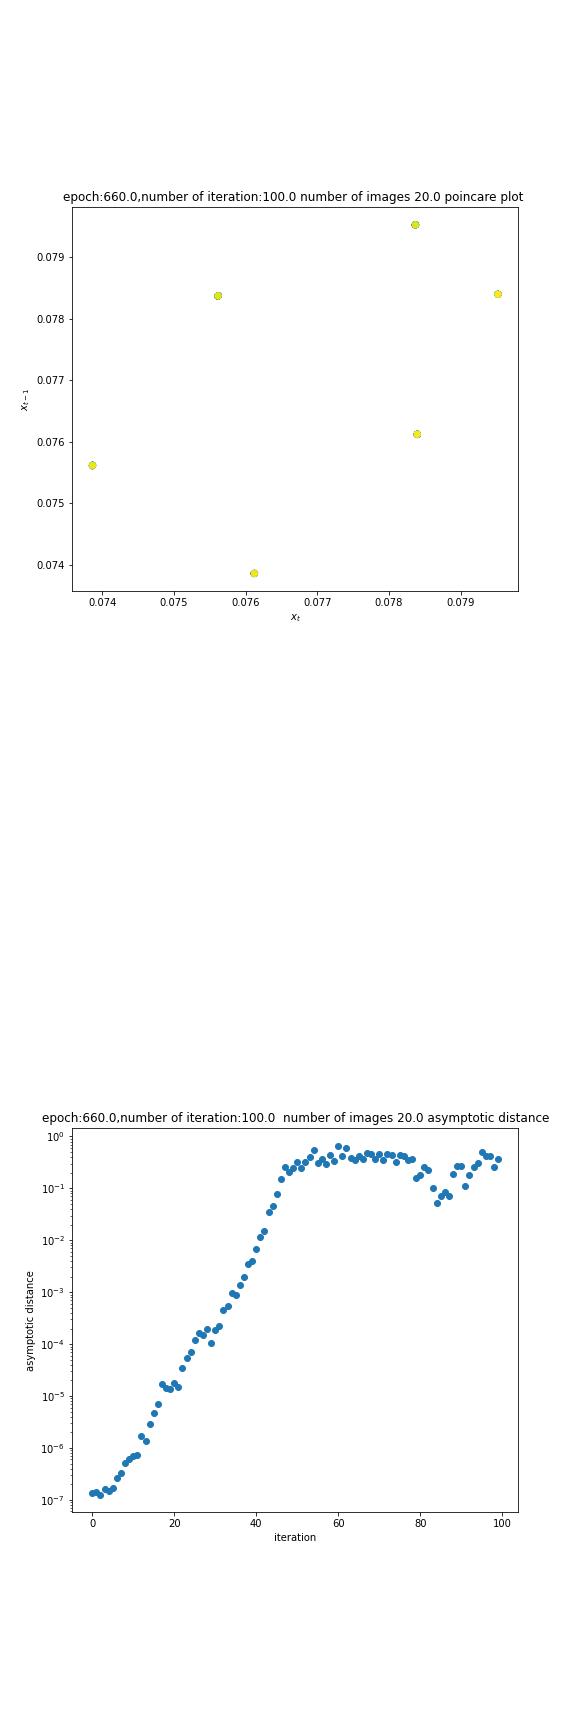 epoch:660.0,number of iteration:100.0 number of images 20.0 poincare plot
0.079
0.078
0.077
0.076
0.075
0.074
x_{t-1}
0.074 0.075 0.076 0.077 0.078 0.079
x_t
epoch:660.0,number of iteration:100.0  number of images 20.0 asymptotic distance
10^0
10^{-1}
10^{-2}
10^{-3}
10^{-4}
10^{-5}
10^{-6}
10^{-7}
asymptotic distance
0 20 40 60 80 100
iteration